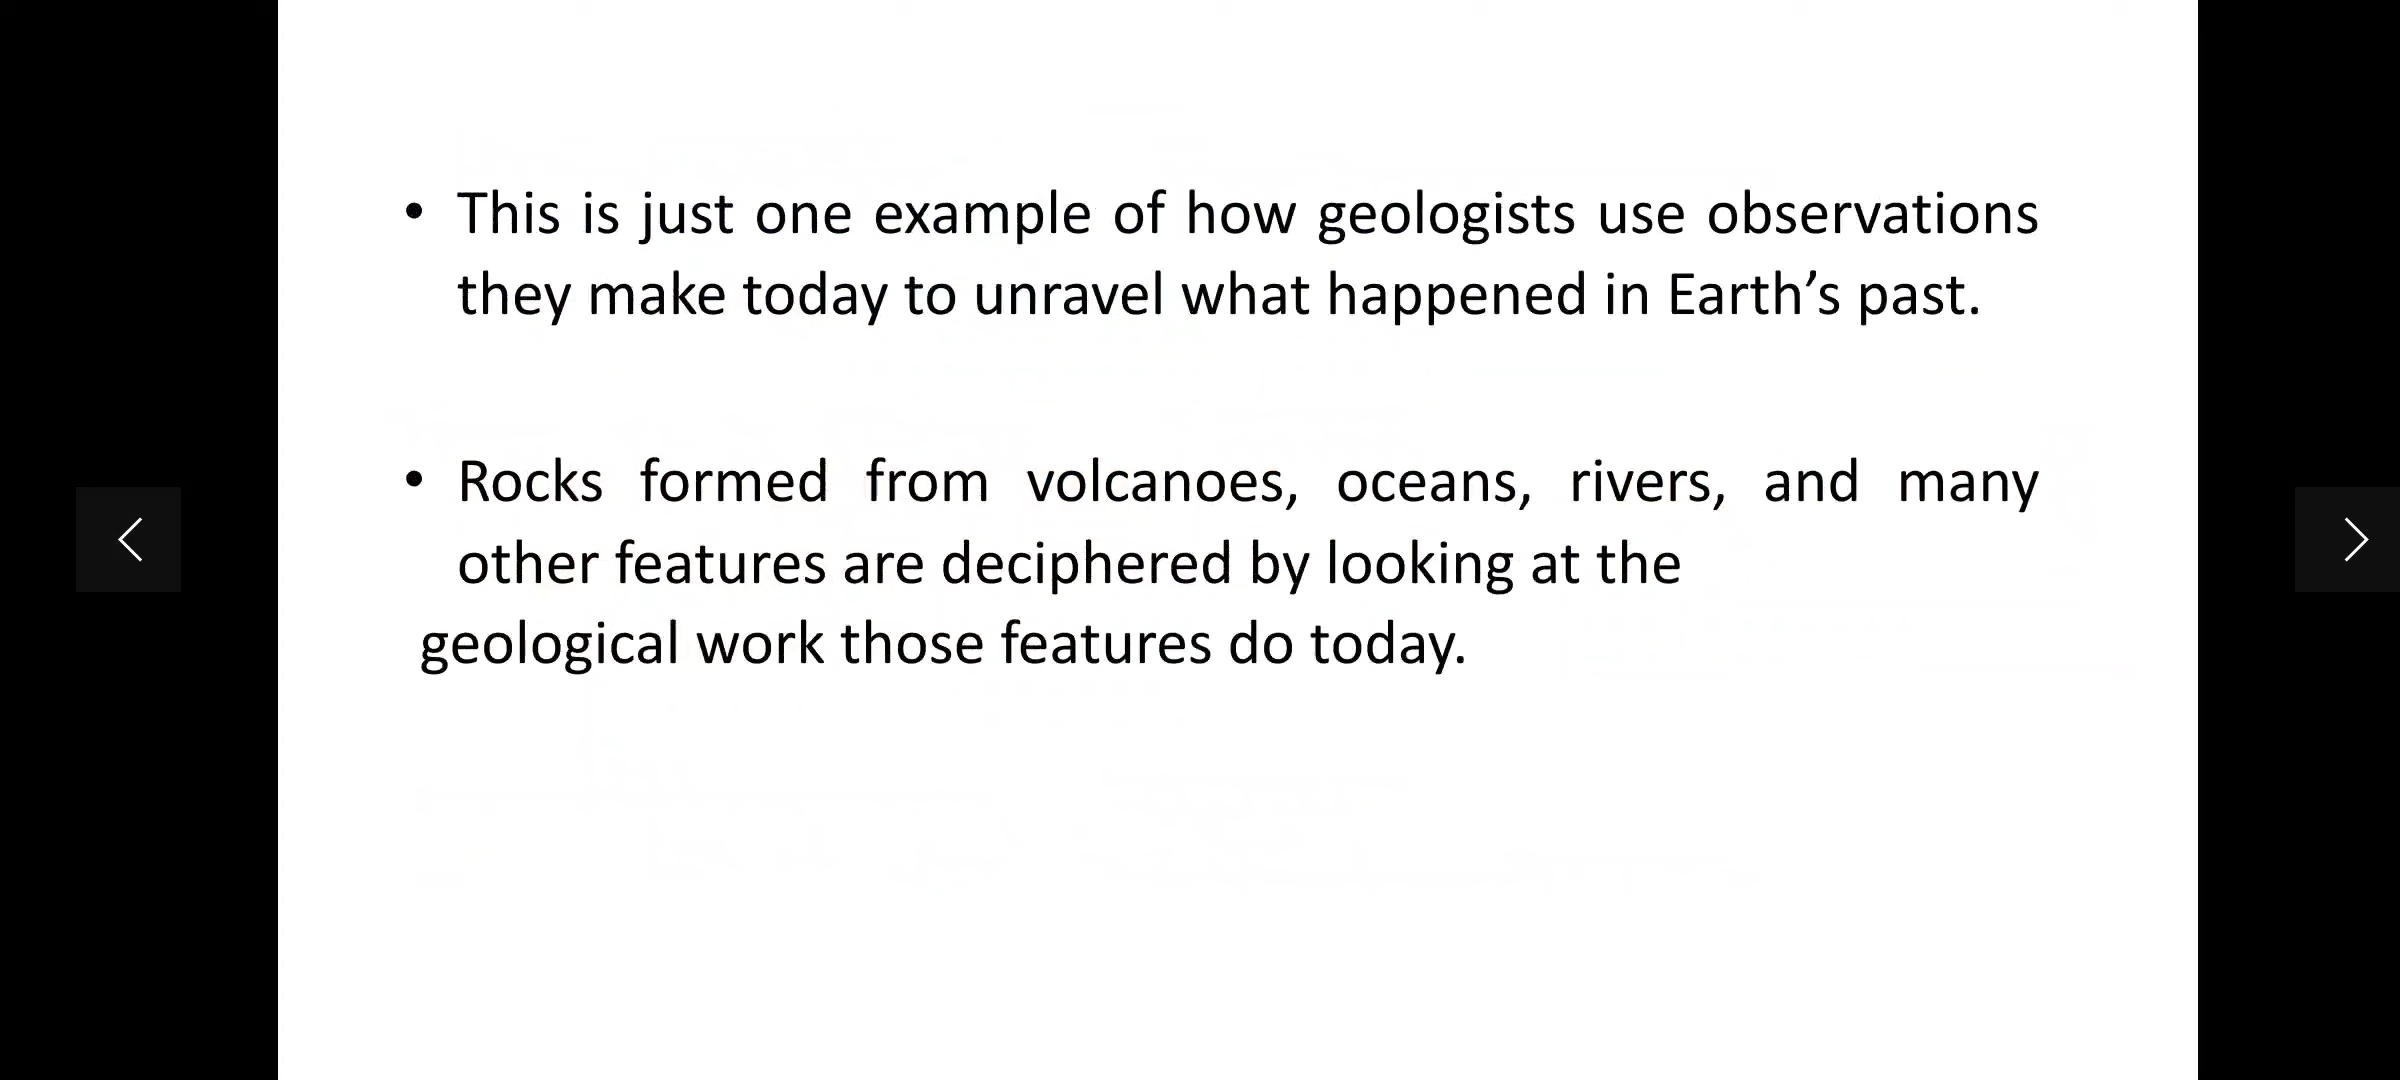 • This is just one example of how geologists use observations
they make today to unravel what happened in Earth’s past.
• Rocks formed from volcanoes, oceans, rivers, and many
other features are deciphered by looking at the
geological work those features do today.